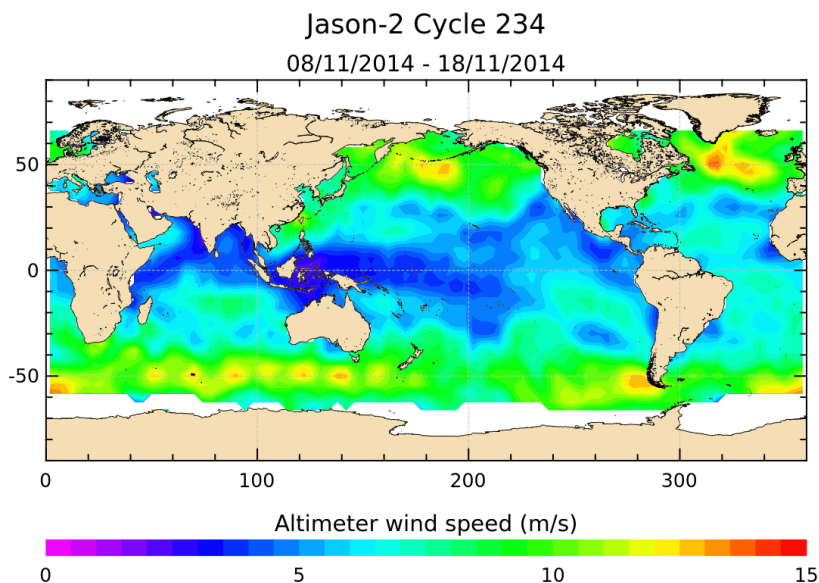 Jason-2 Cycle 234
08/11/2014 - 18/11/2014
50
0
-50
0 100 200 300
Altimeter wind speed (m/s)
0 5 10 15